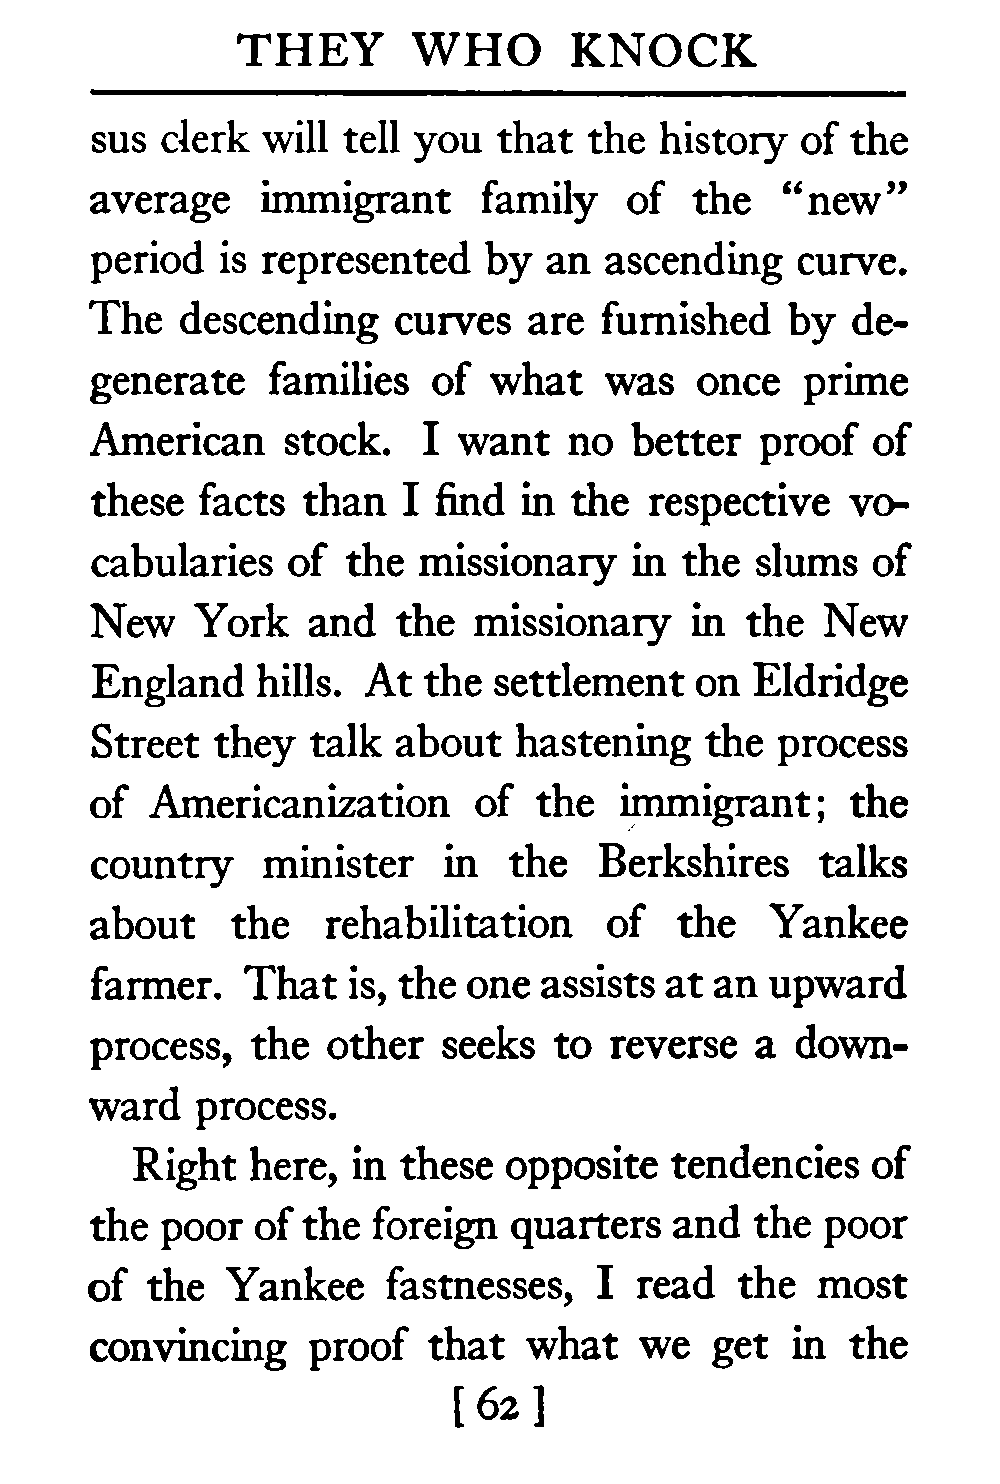 THEY WHO KNOCK
sus clerk will tell you that the history of the
average immigrant family of the “new”
period is represented by an ascending curve.
The descending curves are furnished by de-
generate families of what was once prime
American stock. I want no better proof of
these facts than I find in the respective vo-
cabularies of the missionary in the slums of
New York and the missionary in the New
England hills. At the settlement on Eldridge
Street they talk about hastening the process
of Americanization of the immigrant; the
country minister in the Berkshires talks
about the rehabilitation of the Yankee
farmer. That is, the one assists at an upward
process, the other seeks to reverse a down-
ward process.
Right here, in these opposite tendencies of
the poor of the foreign quarters and the poor
of the Yankee fastnesses, I read the most
convincing proof that what we get in the
[ 62 ]